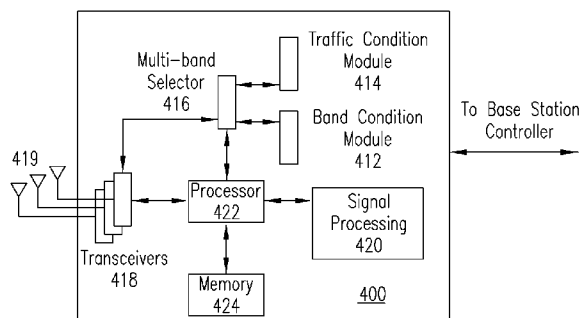 Traffic Condition
Module
414
Multi-band
Selector
416
To Base Station
Controller
Band Condition
Module
412
419
Processor
422
Signal
Processing
420
Transceivers
418
Memory
424
400